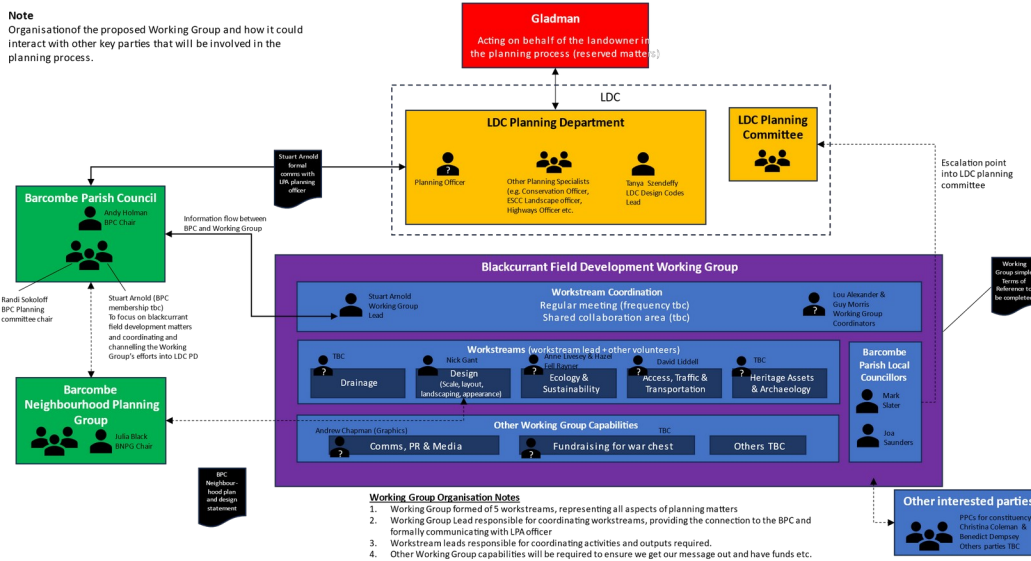 Note
Organisationof the proposed Working Group and how it could
interact with other key parties that will be involved in the
planning process.
Gladman
Acting on behalf of the landowner in
the planning process (reserved matters)
LDC
LDC Planning Department
?
Planning Officer
Other Planning Specialists
(e.g. Conservation Officer,
ESCC Landscape officer,
Highways Officer etc.
Tanya Szendeffy
LDC Design Codes
Lead
LDC Planning
Committee
Escalation point
into LDC planning
committee
Stuart Arnold
formal
comms with
LPA planning
officer
Barcombe Parish Council
Andy Holman
BPC Chair
Information flow between
BPC and Working Group
Randi Sokoloff
BPC Planning
committee chair
Stuart Arnold (BPC
membership tbc)
To focus on blackcurrant
field development matters
and coordinating and
channelling the Working
Group's efforts into LDC PD
Barcombe
Neighbourhood Planning
Group
Julia Black
BNPG Chair
BPC
Neighbour-
hood plan
and design
statement
Blackcurrant Field Development Working Group
Workstream Coordination
Regular meeting (frequency tbc)
Shared collaboration area (tbc)
Stuart Arnold
Working Group
Lead
?
Lou Alexander &
Guy Morris
Working Group
Coordinators
Workstreams (workstream lead + other volunteers)
TBC
?
Drainage
Nick Gant
Design
(Scale, layout,
landscaping, appearance)
Anne Livesey & Hazel
Fell Rayner
?
Ecology &
Sustainability
David Liddell
?
Access, Traffic &
Transportation
TBC
?
Heritage Assets
& Archaeology
Other Working Group Capabilities
Andrew Chapman (Graphics)
?
Comms, PR & Media
TBC
?
Fundraising for war chest
Others TBC
Barcombe
Parish Local
Councillors
Mark
Slater
Joa
Saunders
Working
Group simple
Terms of
Reference to
be completed
Other interested parties
PPCs for constituency
Christina Coleman &
Benedict Dempsey
Others parties TBC
Working Group Organisation Notes
1. Working Group formed of 5 workstreams, representing all aspects of planning matters
2. Working Group Lead responsible for coordinating workstreams, providing the connection to the BPC and
formally communicating with LPA officer
3. Workstream leads responsible for coordinating activities and outputs required.
4. Other Working Group capabilities will be required to ensure we get our message out and have funds etc.